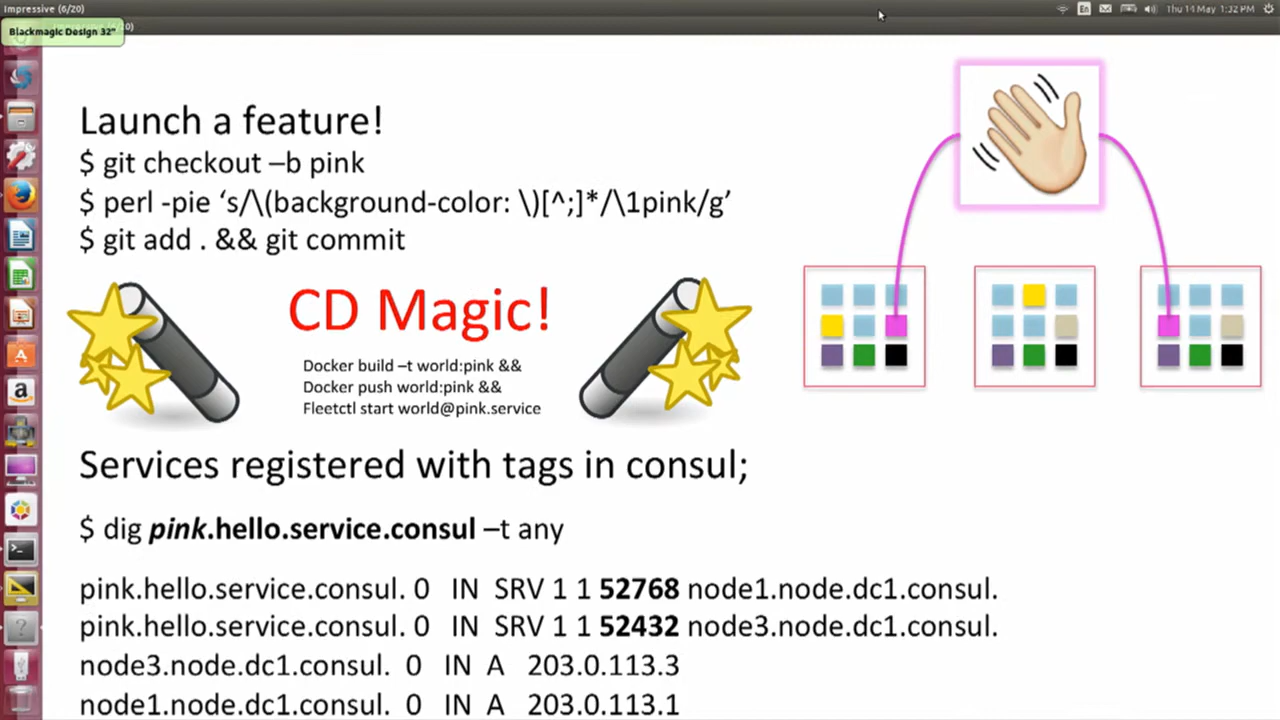 Impressive (6/20)
En
Thu 14 May 1:32 PM
Blackmagic Design 32"
Launch a feature!
$ git checkout –b pink
$ perl -pie ‘s/\(background-color: \)[^;]*/\1pink/g’
$ git add . && git commit
CD Magic!
Docker build –t world:pink &&
Docker push world:pink &&
Fleetctl start world@pink.service
Services registered with tags in consul;
$ dig pink.hello.service.consul –t any
pink.hello.service.consul. 0 IN SRV 1 1 52768 node1.node.dc1.consul.
pink.hello.service.consul. 0 IN SRV 1 1 52432 node3.node.dc1.consul.
node3.node.dc1.consul. 0 IN A 203.0.113.3
node1.node.dc1.consul. 0 IN A 203.0.113.1